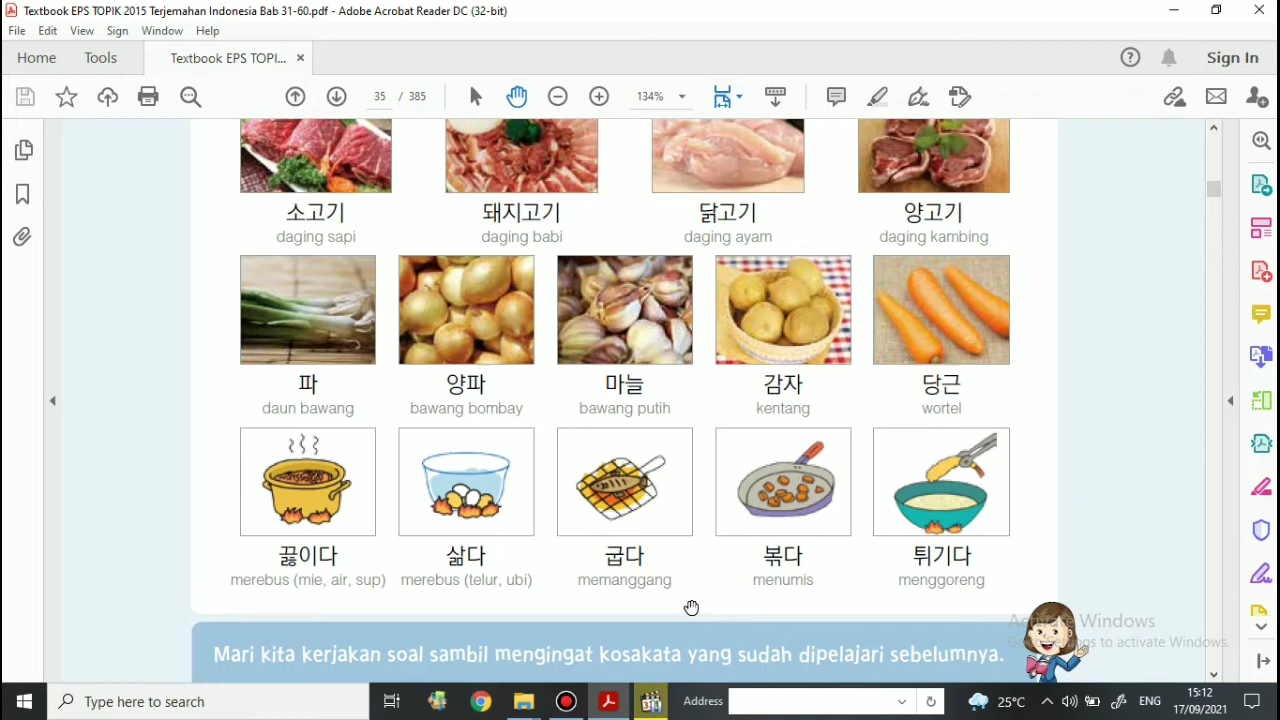 Textbook EPS TOPIK 2015 Terjemahan Indonesia Bab 31-60.pdf - Adobe Acrobat Reader DC (32-bit)
File Edit View Sign Window Help
Home Tools Textbook EPS TOPI... × Sign In
35 / 385 134%
소고기 돼지고기 닭고기 양고기
daging sapi daging babi daging ayam daging kambing
파 양파 마늘 감자 당근
daun bawang bawang bombay bawang putih kentang wortel
끓이다 삶다 굽다 볶다 튀기다
merebus (mie, air, sup) merebus (telur, ubi) memanggang menumis menggoreng
Activate Windows
to activate Windows.
Mari kita kerjakan soal sambil mengingat kosakata yang sudah dipelajari sebelumnya.
Type here to search Address 25°C ENG 15:12
17/09/2021